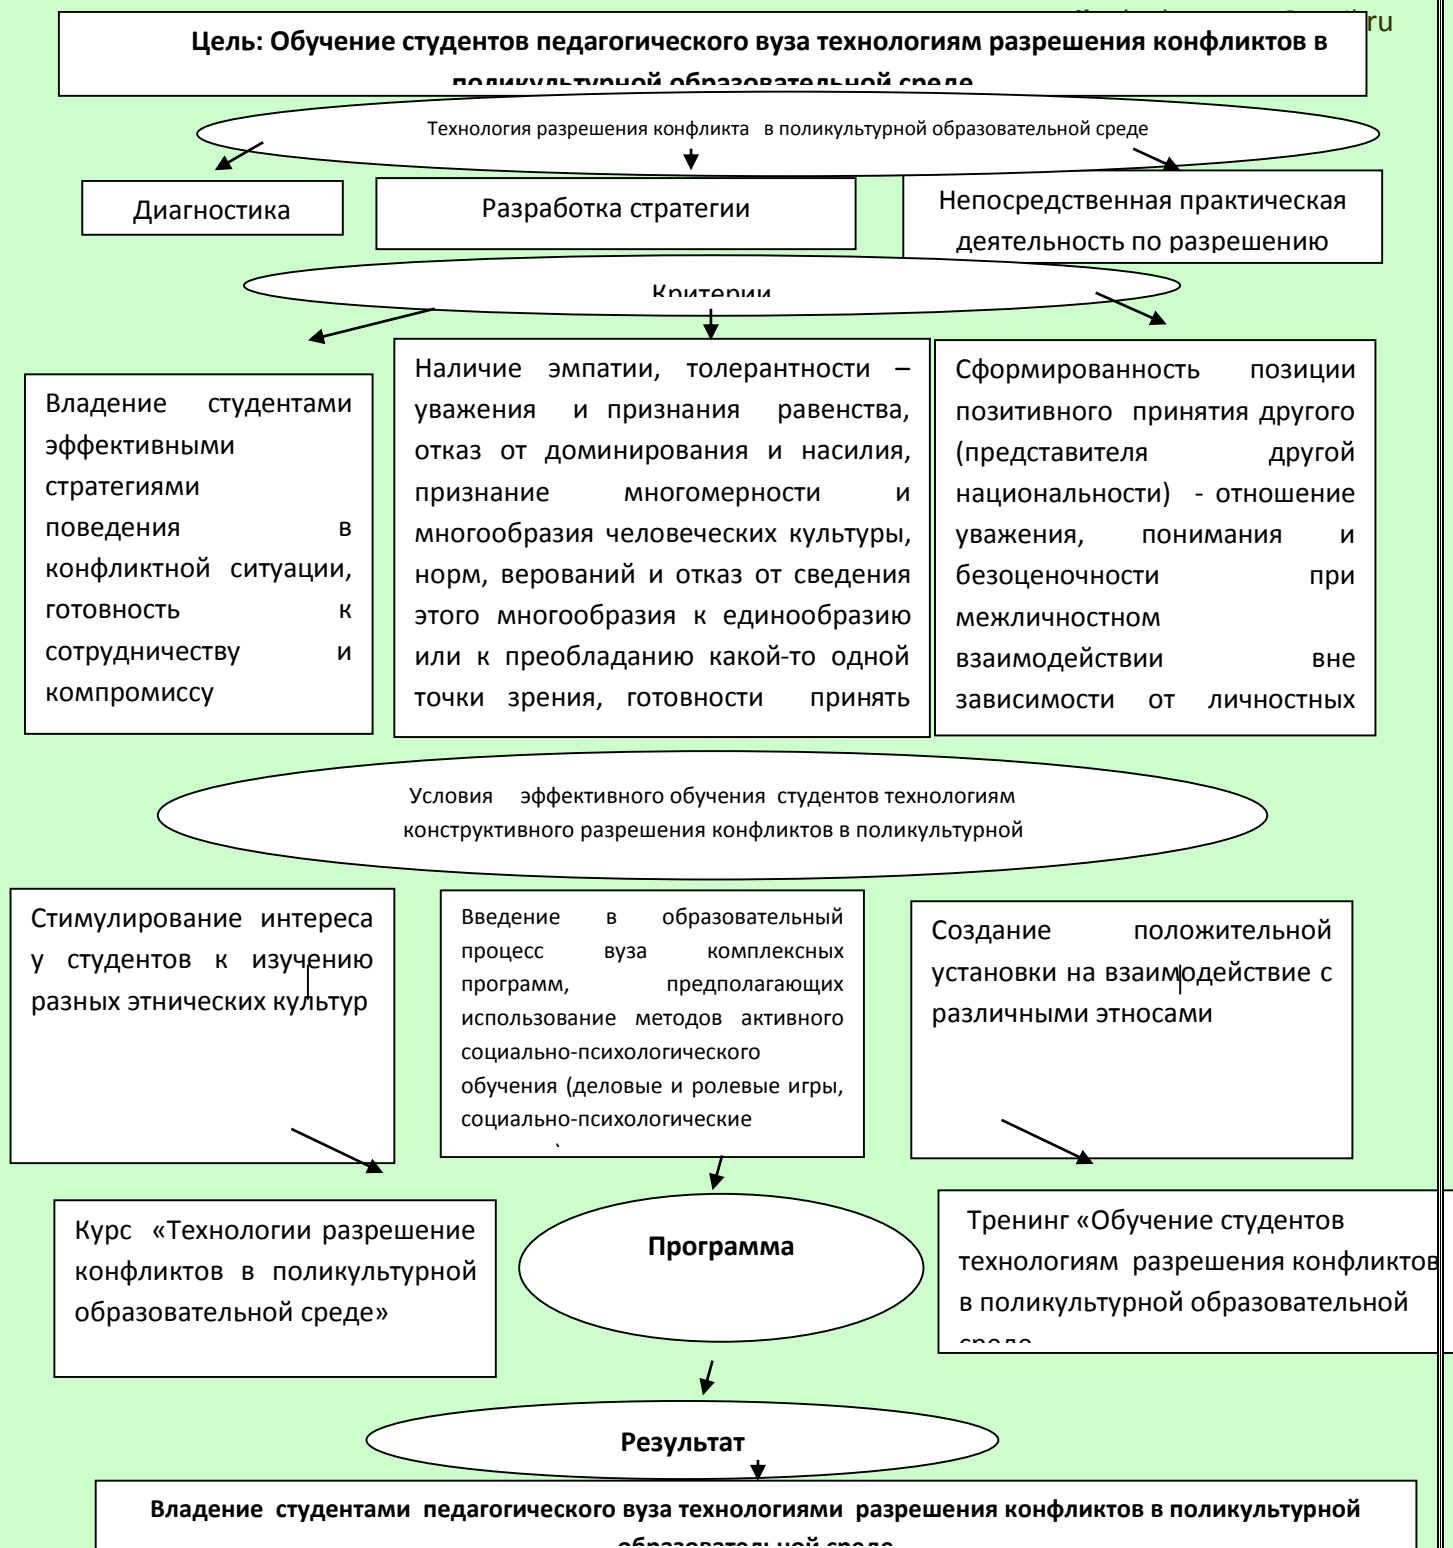 ru
Цель: Обучение студентов педагогического вуза технологиям разрешения конфликтов в
поликультурной образовательной среде
Технология разрешения конфликта в поликультурной образовательной среде
Диагностика
Разработка стратегии
Непосредственная практическая
деятельность по разрешению
Критерии
Владение студентами
эффективными
стратегиями
поведения в
конфликтной ситуации,
готовность к
сотрудничеству и
компромиссу
Наличие эмпатии, толерантности –
уважения и признания равенства,
отказ от доминирования и насилия,
признание многомерности и
многообразия человеческих культуры,
норм, верований и отказ от сведения
этого многообразия к единообразию
или к преобладанию какой-то одной
точки зрения, готовности принять
Сформированность позиции
позитивного принятия другого
(представителя другой
национальности) - отношение
уважения, понимания и
безоценочности при
межличностном
взаимодействии вне
зависимости от личностных
Условия эффективного обучения студентов технологиям
конструктивного разрешения конфликтов в поликультурной
Стимулирование интереса
у студентов к изучению
разных этнических культур
Введение в образовательный
процесс вуза комплексных
программ, предполагающих
использование методов активного
социально-психологического
обучения (деловые и ролевые игры,
социально-психологические
Создание положительной
установки на взаимодействие с
различными этносами
Курс «Технологии разрешение
конфликтов в поликультурной
образовательной среде»
Программа
Тренинг «Обучение студентов
технологиям разрешения конфликтов
в поликультурной образовательной
среде
Результат
Владение студентами педагогического вуза технологиями разрешения конфликтов в поликультурной
образовательной среде